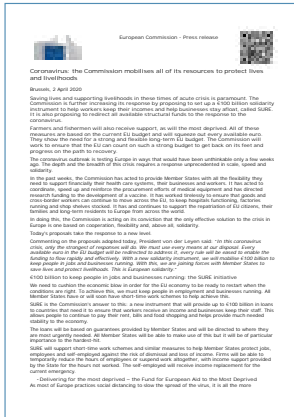 European Commission - Press release
Coronavirus: the Commission mobilises all of its resources to protect lives
and livelihoods
Brussels, 2 April 2020
Saving lives and supporting livelihoods in these times of acute crisis is paramount. The
Commission is further increasing its response by proposing to set up a €100 billion solidarity
instrument to help workers keep their incomes and help businesses stay afloat, called SURE.
It is also proposing to redirect all available structural funds to the response to the
coronavirus.
Farmers and fishermen will also receive support, as will the most deprived. All of these
measures are based on the current EU budget and will squeeze out every available euro.
They show the need for a strong and flexible long-term EU budget. The Commission will
work to ensure that the EU can count on such a strong budget to get back on its feet and
progress on the path to recovery.
The coronavirus outbreak is testing Europe in ways that would have been unthinkable only a few weeks
ago. The depth and the breadth of this crisis requires a response unprecedented in scale, speed and
solidarity.
In the past weeks, the Commission has acted to provide Member States with all the flexibility they
need to support financially their health care systems, their businesses and workers. It has acted to
coordinate, speed up and reinforce the procurement efforts of medical equipment and has directed
research funding to the development of a vaccine. It has worked tirelessly to ensure that goods and
cross-border workers can continue to move across the EU, to keep hospitals functioning, factories
running and shop shelves stocked. It has and continues to support the repatriation of EU citizens, their
families and long-term residents to Europe from across the world.
In doing this, the Commission is acting on its conviction that the only effective solution to the crisis in
Europe is one based on cooperation, flexibility and, above all, solidarity.
Today's proposals take the response to a new level.
Commenting on the proposals adopted today, President von der Leyen said: "In this coronavirus
crisis, only the strongest of responses will do. We must use every means at our disposal. Every
available euro in the EU budget will be redirected to address it, every rule will be eased to enable the
funding to flow rapidly and effectively. With a new solidarity instrument, we will mobilise €100 billion to
keep people in jobs and businesses running. With this, we are joining forces with Member States to
save lives and protect livelihoods. This is European solidarity."
€100 billion to keep people in jobs and businesses running: the SURE initiative
We need to cushion the economic blow in order for the EU economy to be ready to restart when the
conditions are right. To achieve this, we must keep people in employment and businesses running. All
Member States have or will soon have short-time work schemes to help achieve this.
SURE is the Commission's answer to this: a new instrument that will provide up to €100 billion in loans
to countries that need it to ensure that workers receive an income and businesses keep their staff. This
allows people to continue to pay their rent, bills and food shopping and helps provide much needed
stability to the economy.
The loans will be based on guarantees provided by Member States and will be directed to where they
are most urgently needed. All Member States will be able to make use of this but it will be of particular
importance to the hardest-hit.
SURE will support short-time work schemes and similar measures to help Member States protect jobs,
employees and self-employed against the risk of dismissal and loss of income. Firms will be able to
temporarily reduce the hours of employees or suspend work altogether, with income support provided
by the State for the hours not worked. The self-employed will receive income replacement for the
current emergency.
- Delivering for the most deprived – the Fund for European Aid to the Most Deprived
As most of Europe practices social distancing to slow the spread of the virus, it is all the more